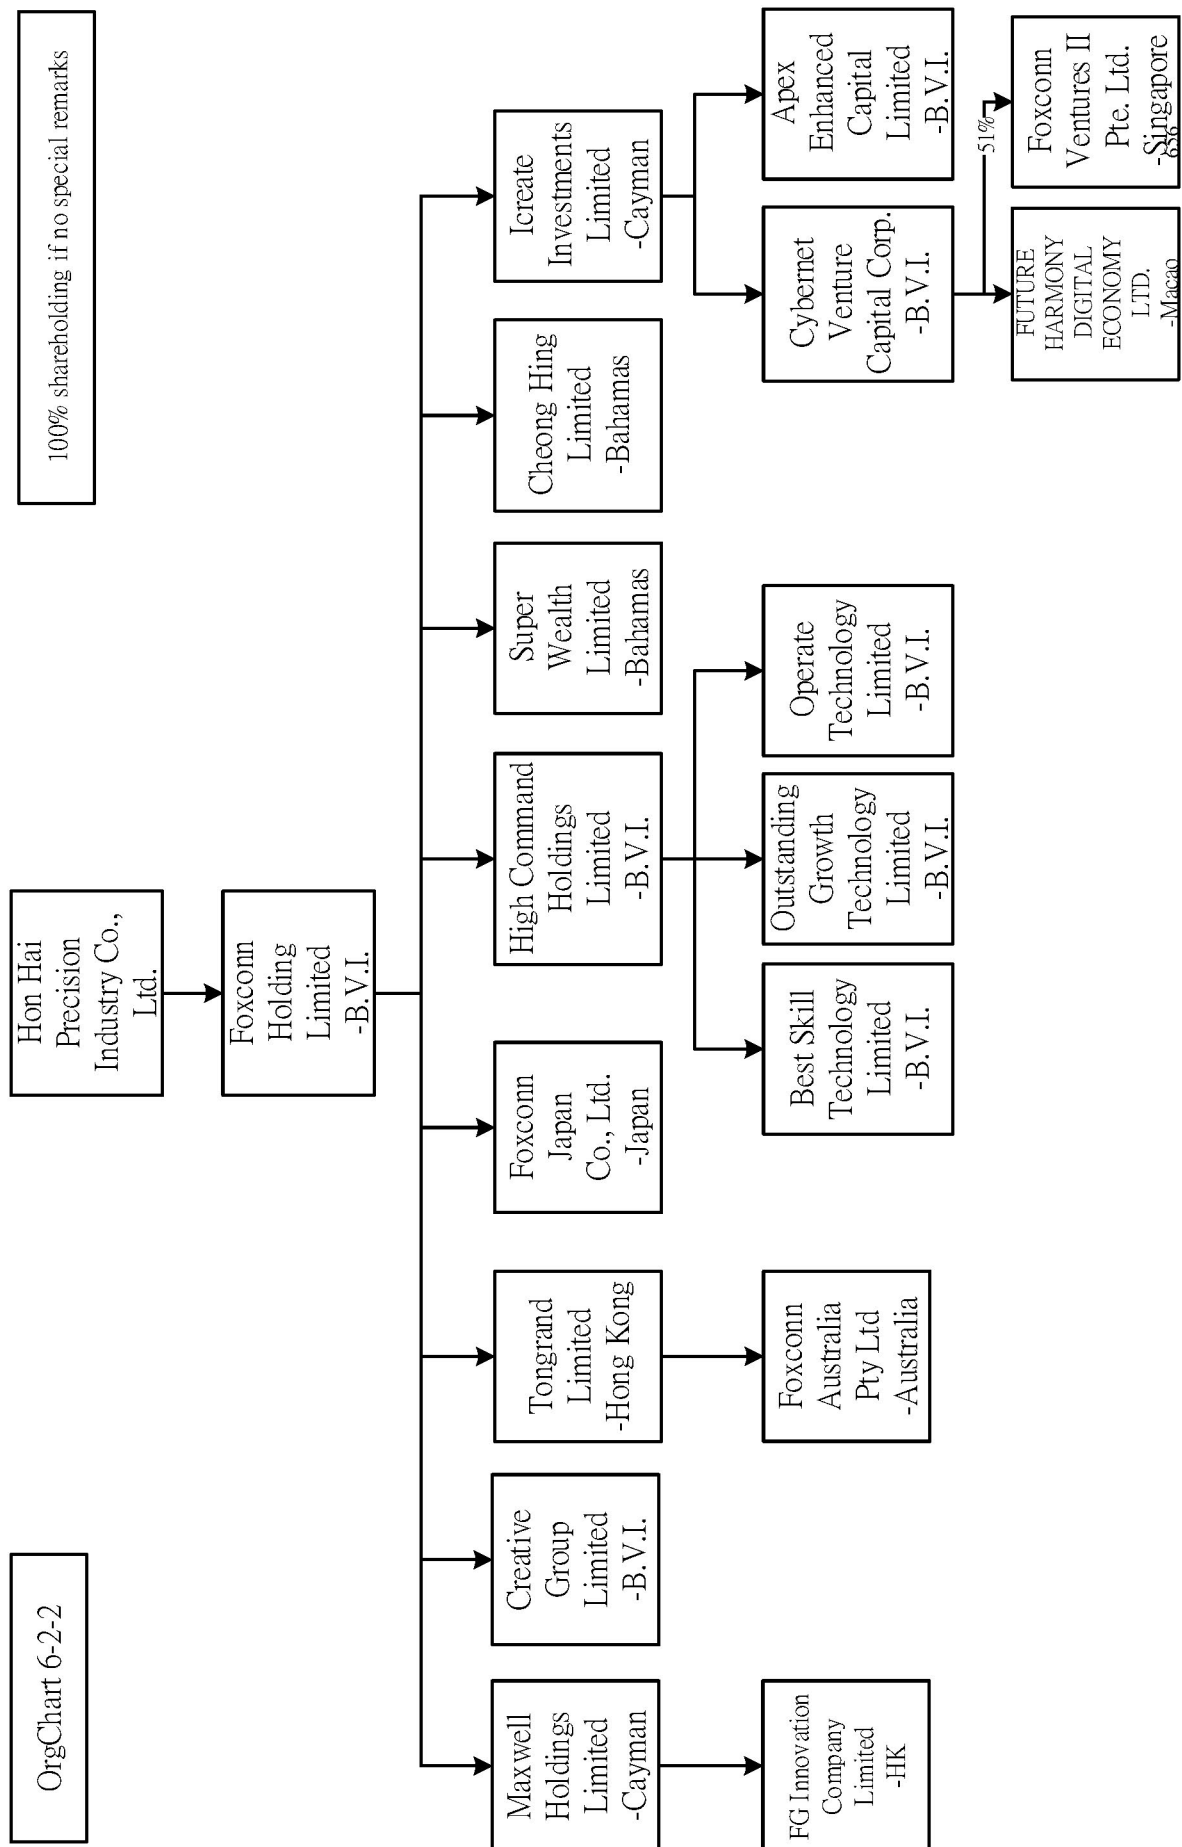 OrgChart 6-2-2
100% shareholding if no special remarks
Hon Hai
Precision
Industry Co.,
Ltd.
Foxconn
Holding
Limited
-B.V.I.
Maxwell
Holdings
Limited
-Cayman
Creative
Group
Limited
-B.V.I.
Tongrand
Limited
-Hong Kong
Foxconn
Japan
Co., Ltd.
-Japan
High Command
Holdings
Limited
-B.V.I.
Super
Wealth
Limited
-Bahamas
Cheong Hing
Limited
-Bahamas
Icreate
Investments
Limited
-Cayman
FG Innovation
Company
Limited
-HK
Foxconn
Australia
Pty Ltd
-Australia
Best Skill
Technology
Limited
-B.V.I.
Outstanding
Growth
Technology
Limited
-B.V.I.
Operate
Technology
Limited
-B.V.I.
Cybernet
Venture
Capital Corp.
-B.V.I.
Apex
Enhanced
Capital
Limited
-B.V.I.
51%
FUTURE
HARMONY
DIGITAL
ECONOMY
LTD.
-Macao
Foxconn
Ventures II
Pte. Ltd.
-Singapore
656